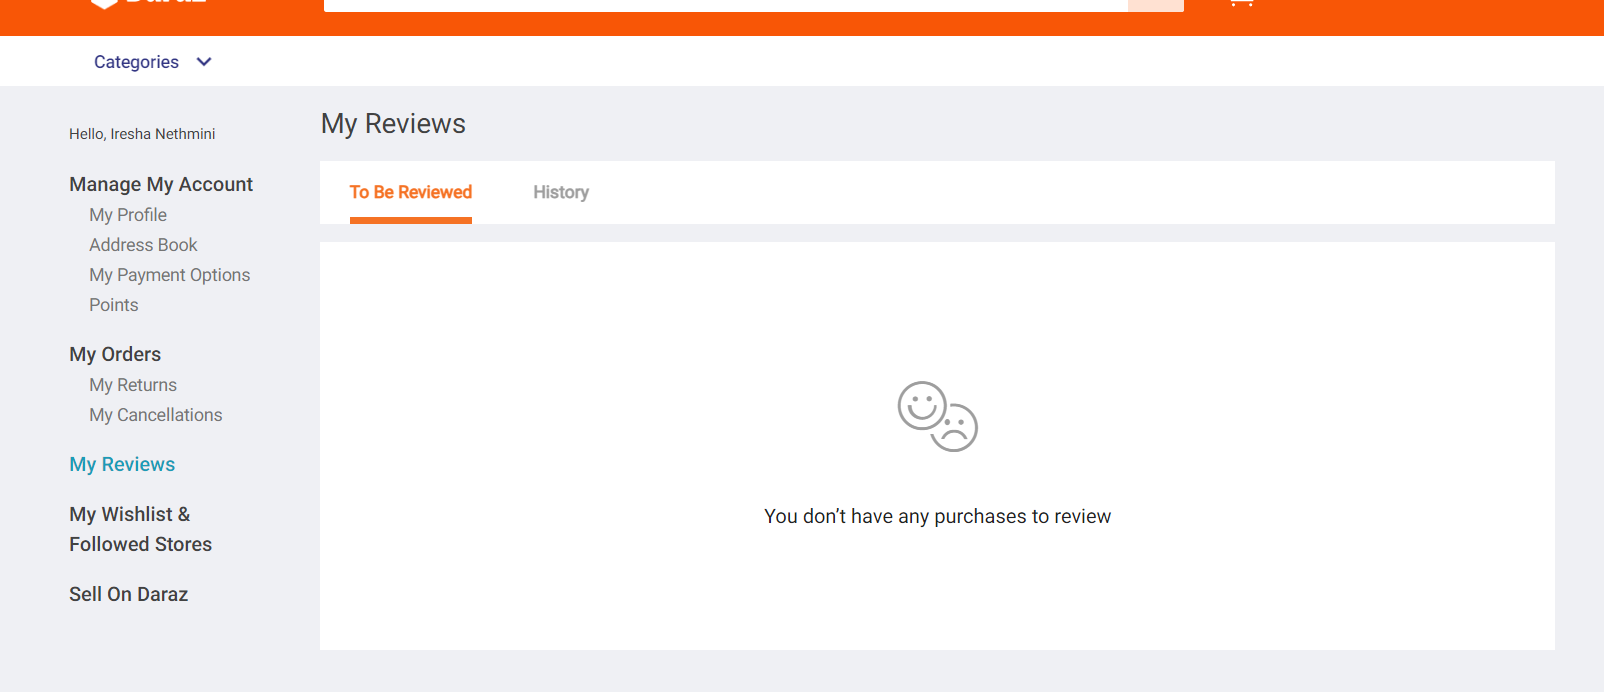 Categories
Hello, Iresha Nethmini
Manage My Account
My Profile
Address Book
My Payment Options
Points
My Orders
My Returns
My Cancellations
My Reviews
My Wishlist &
Followed Stores
Sell On Daraz
My Reviews
To Be Reviewed
History
You don’t have any purchases to review